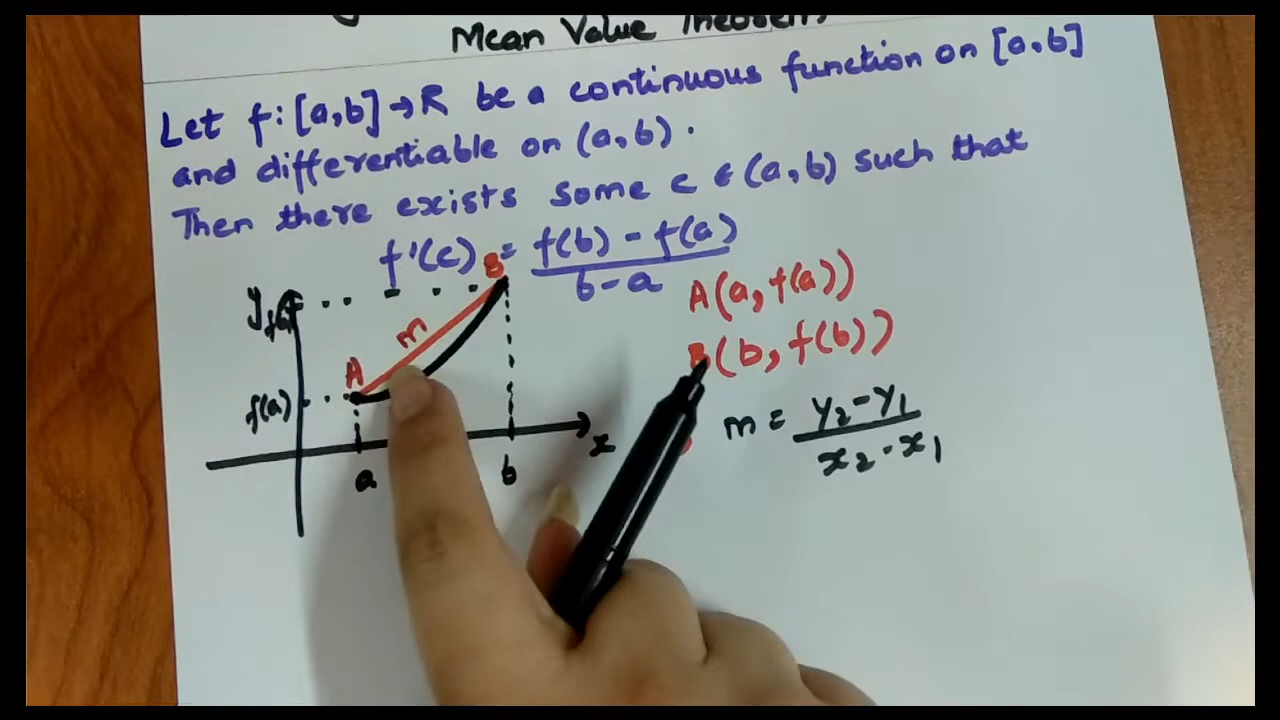 Mean Value Theorem
Let f: [a,b] → R be a continuous function on [a,b]
and differentiable on (a,b).
Then there exists some c ∈ (a,b) such that
f'(c) = f(b) - f(a)
b-a
B
y
A
m
f(a)
a
b
x
A(a, f(a))
B(b, f(b))
m = y₂-y₁
x₂-x₁